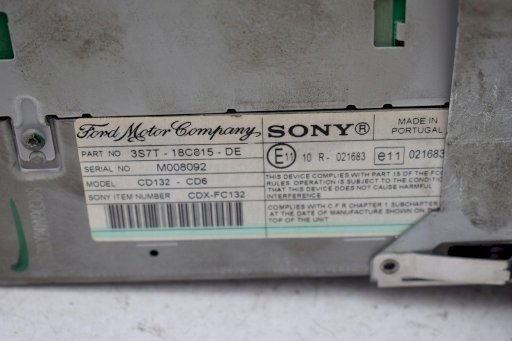 Ford Motor Company SONY® MADE IN PORTUGAL
PART NO 3S7T - 18C815 - DE
SERIAL NO M008092
MODEL CD132 - CD6
SONY ITEM NUMBER CDX-FC132
E11 10 R- 021683 e11 021683
THIS DEVICE COMPLIES WITH PART 15 OF THE FCC
RULES. OPERATION IS SUBJECT TO THE CONDITIO
THAT THIS DEVICE DOES NOT CAUSE HARMFUL
INTERFERENCE
COMPLIES WITH C.F.R CHAPTER 1 SUBCHAPTER
AT THE DATE OF MANUFACTURE SHOWN ON
TOP OF THE UNIT